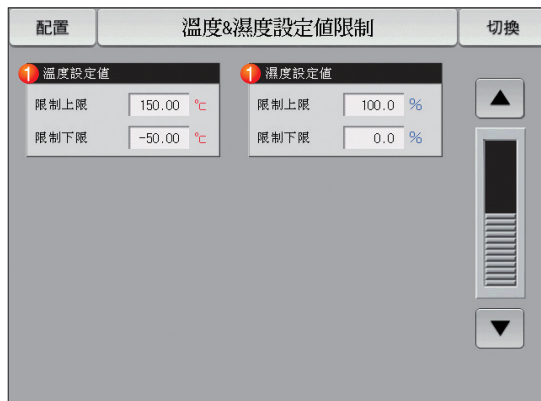 配置 溫度&濕度設定值限制 切換
1 溫度設定值
限制上限 150.00 ℃
限制下限 -50.00 ℃
1 濕度設定值
限制上限 100.0 %
限制下限 0.0 %